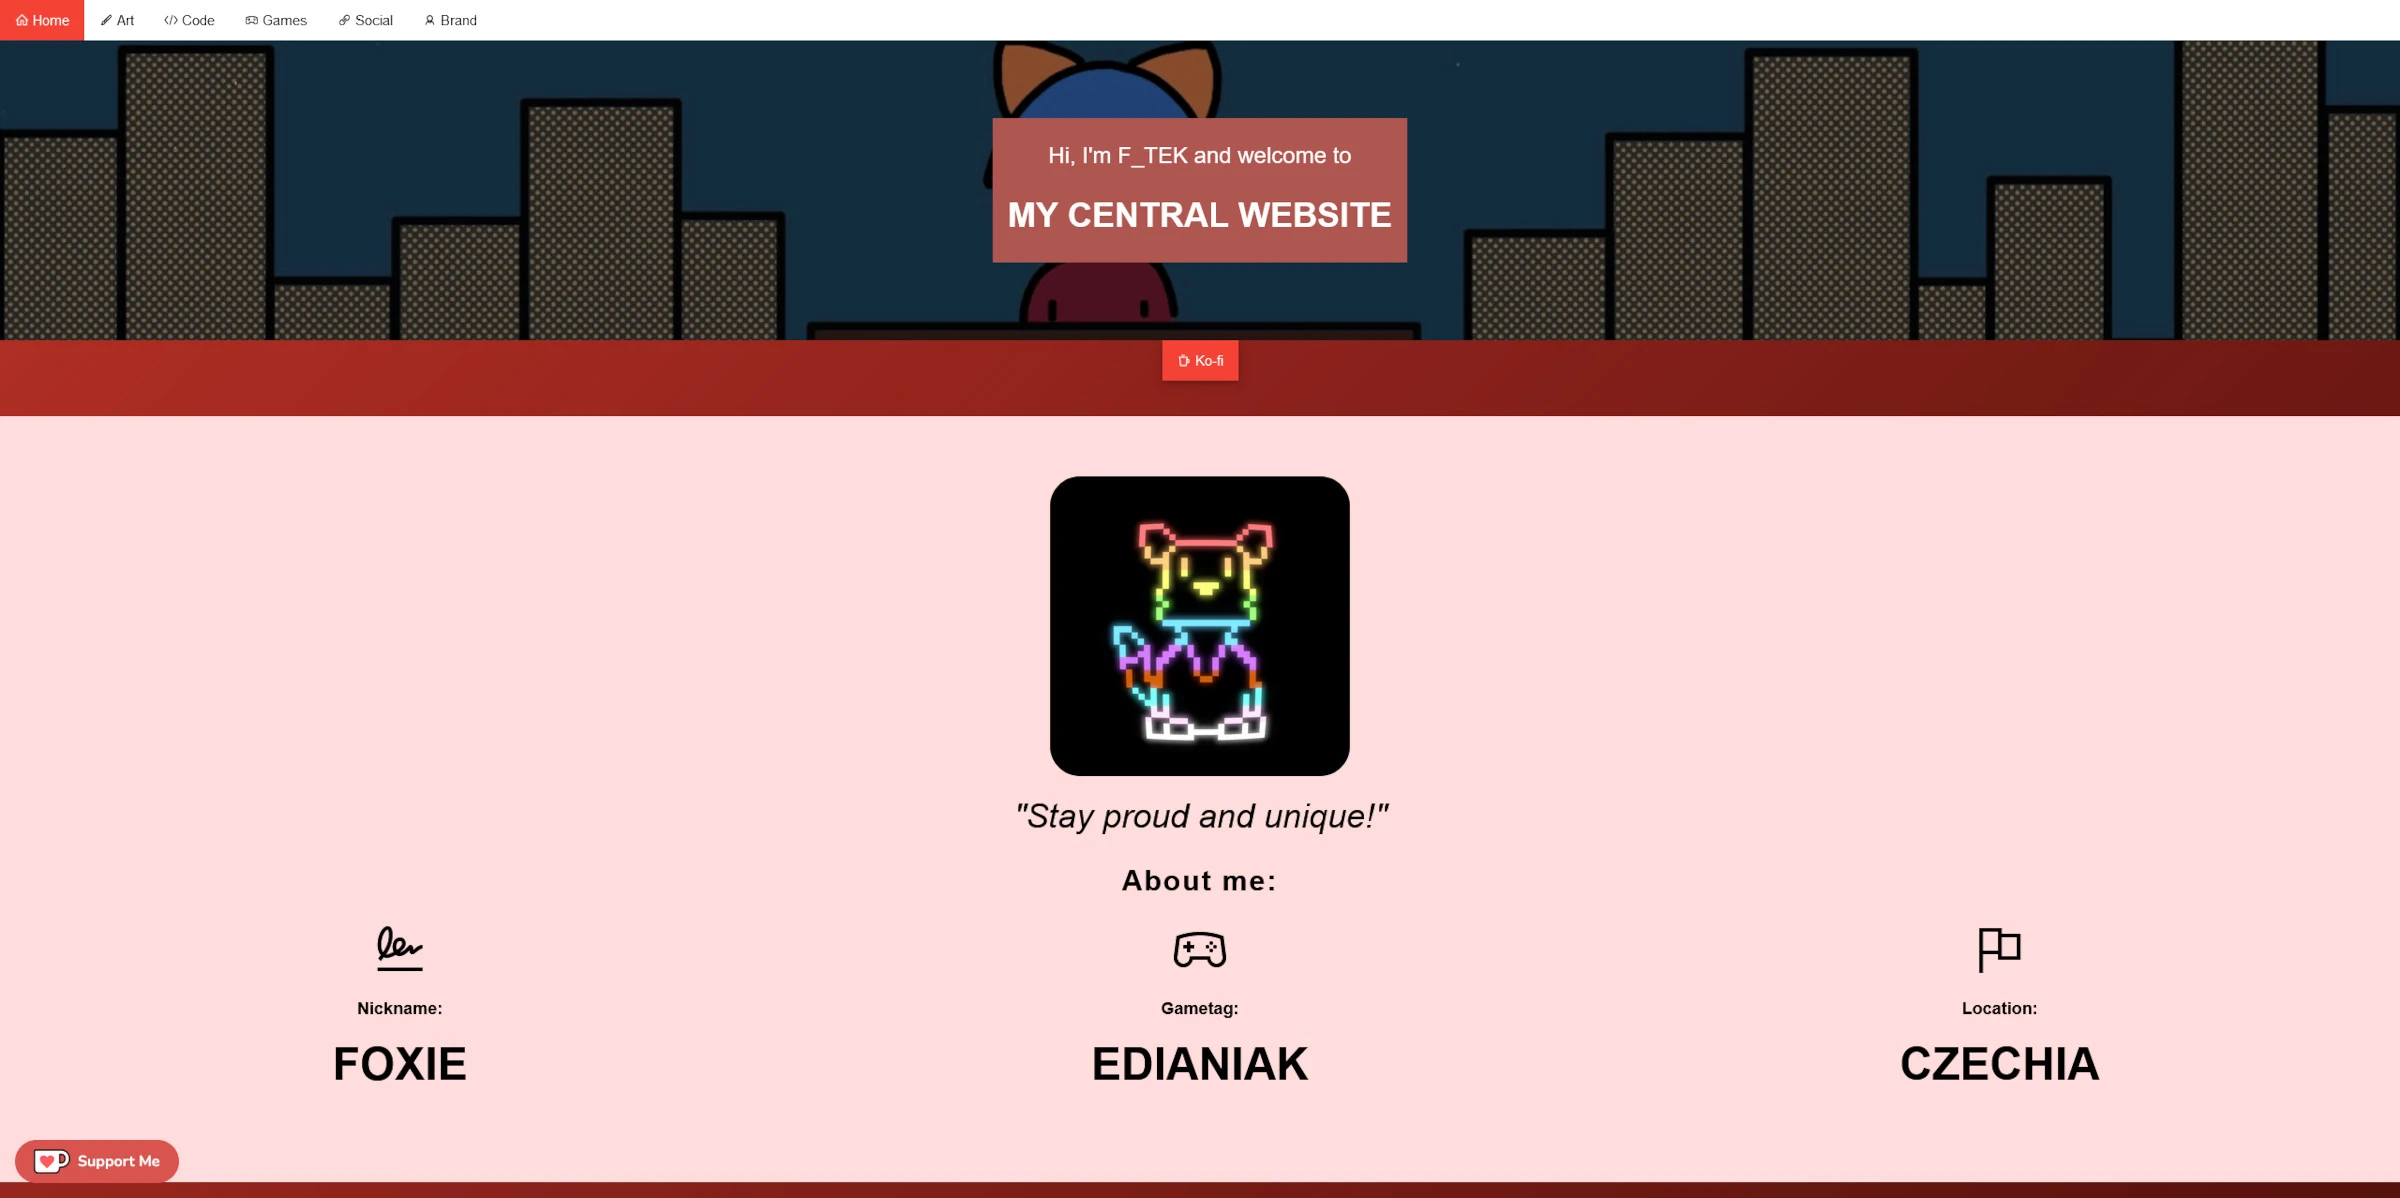 Home Art Code Games Social Brand
Hi, I'm F_TEK and welcome to
MY CENTRAL WEBSITE
Ko-fi
"Stay proud and unique!"
About me:
Nickname:
FOXIE
Gametag:
EDIANIAK
Location:
CZECHIA
Support Me